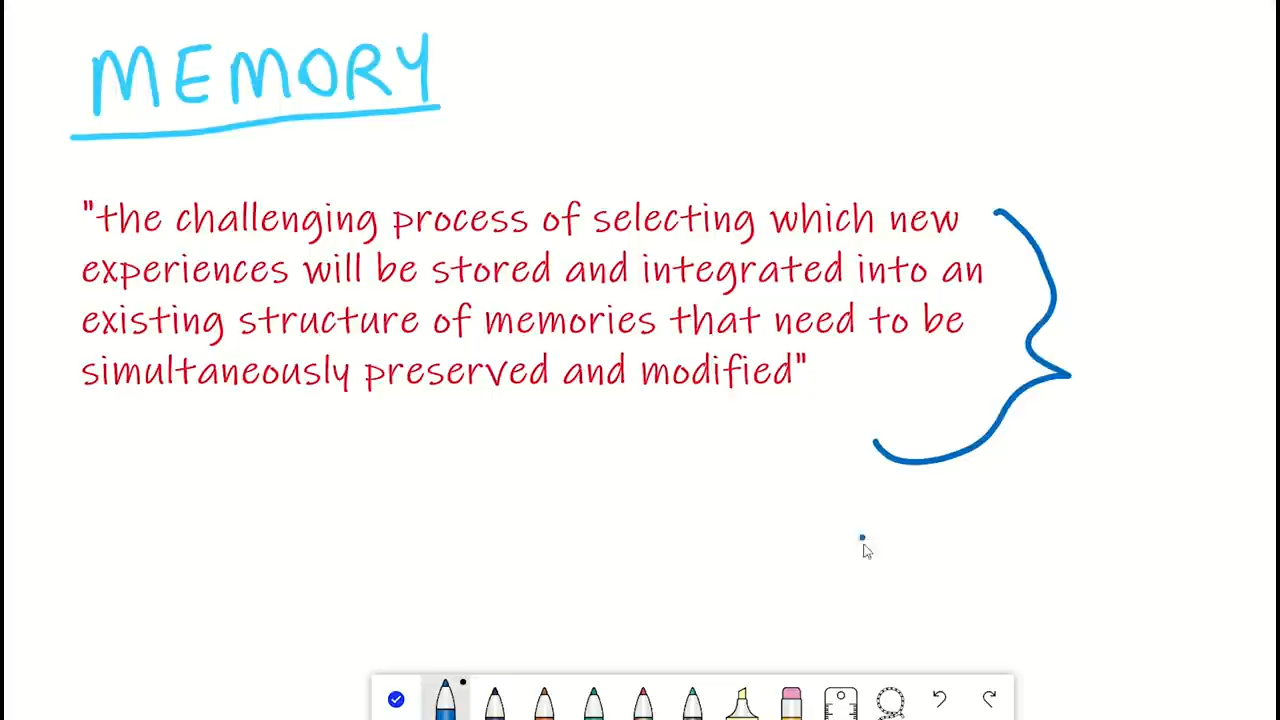 MEMORY
"the challenging process of selecting which new
experiences will be stored and integrated into an
existing structure of memories that need to be
simultaneously preserved and modified"